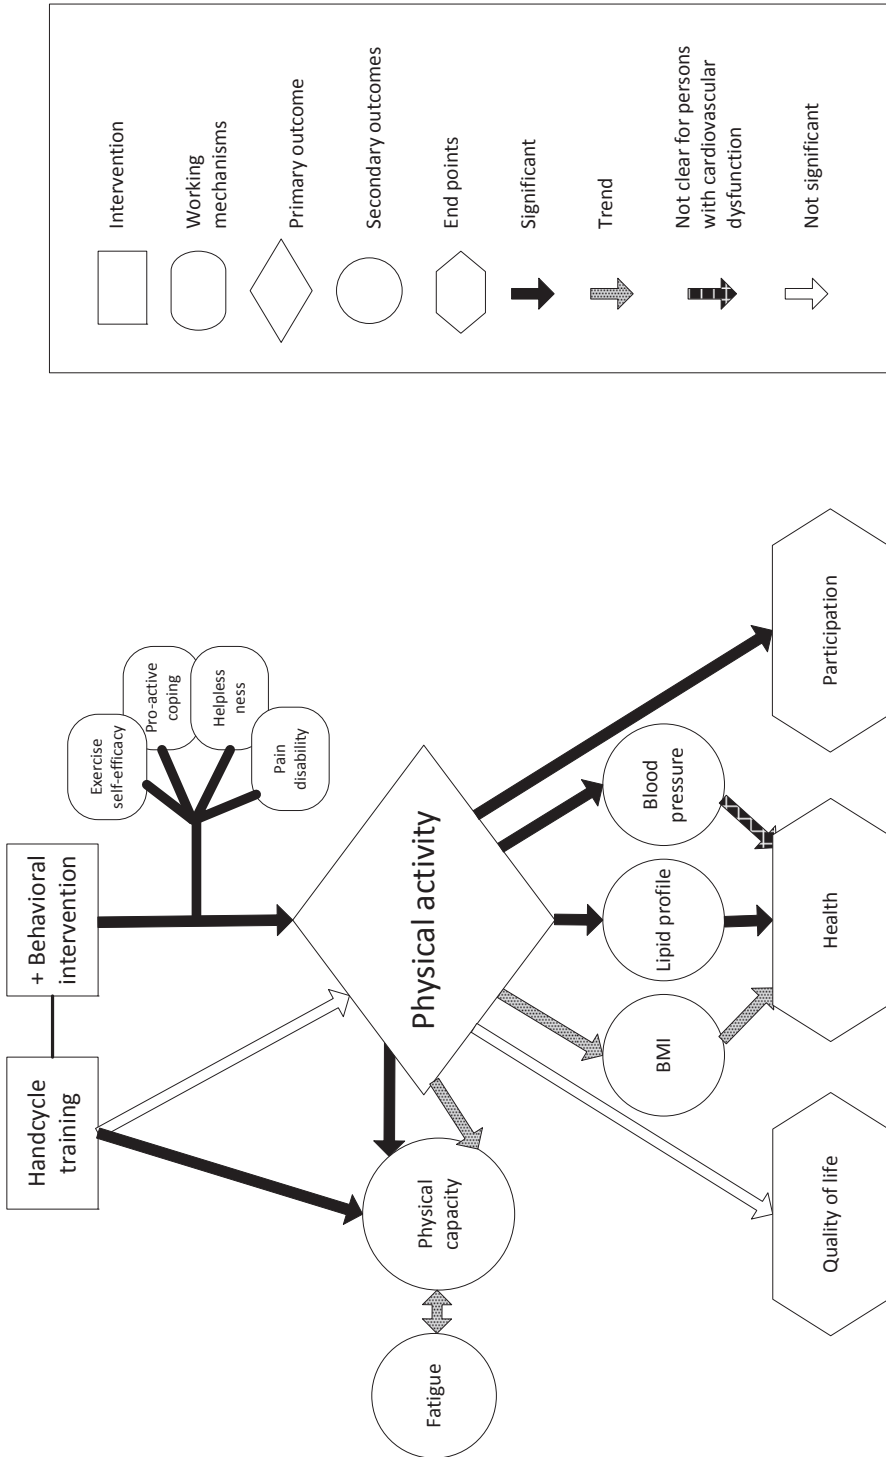 Handcycle
training
+ Behavioral
intervention
Exercise
self-efficacy
Pro-active
coping
Helpless
ness
Pain
disability
Physical activity
Fatigue
Physical
capacity
BMI
Lipid profile
Blood
pressure
Quality of life
Health
Participation
Intervention
Working
mechanisms
Primary outcome
Secondary outcomes
End points
Significant
Trend
Not clear for persons
with cardiovascular
dysfunction
Not significant